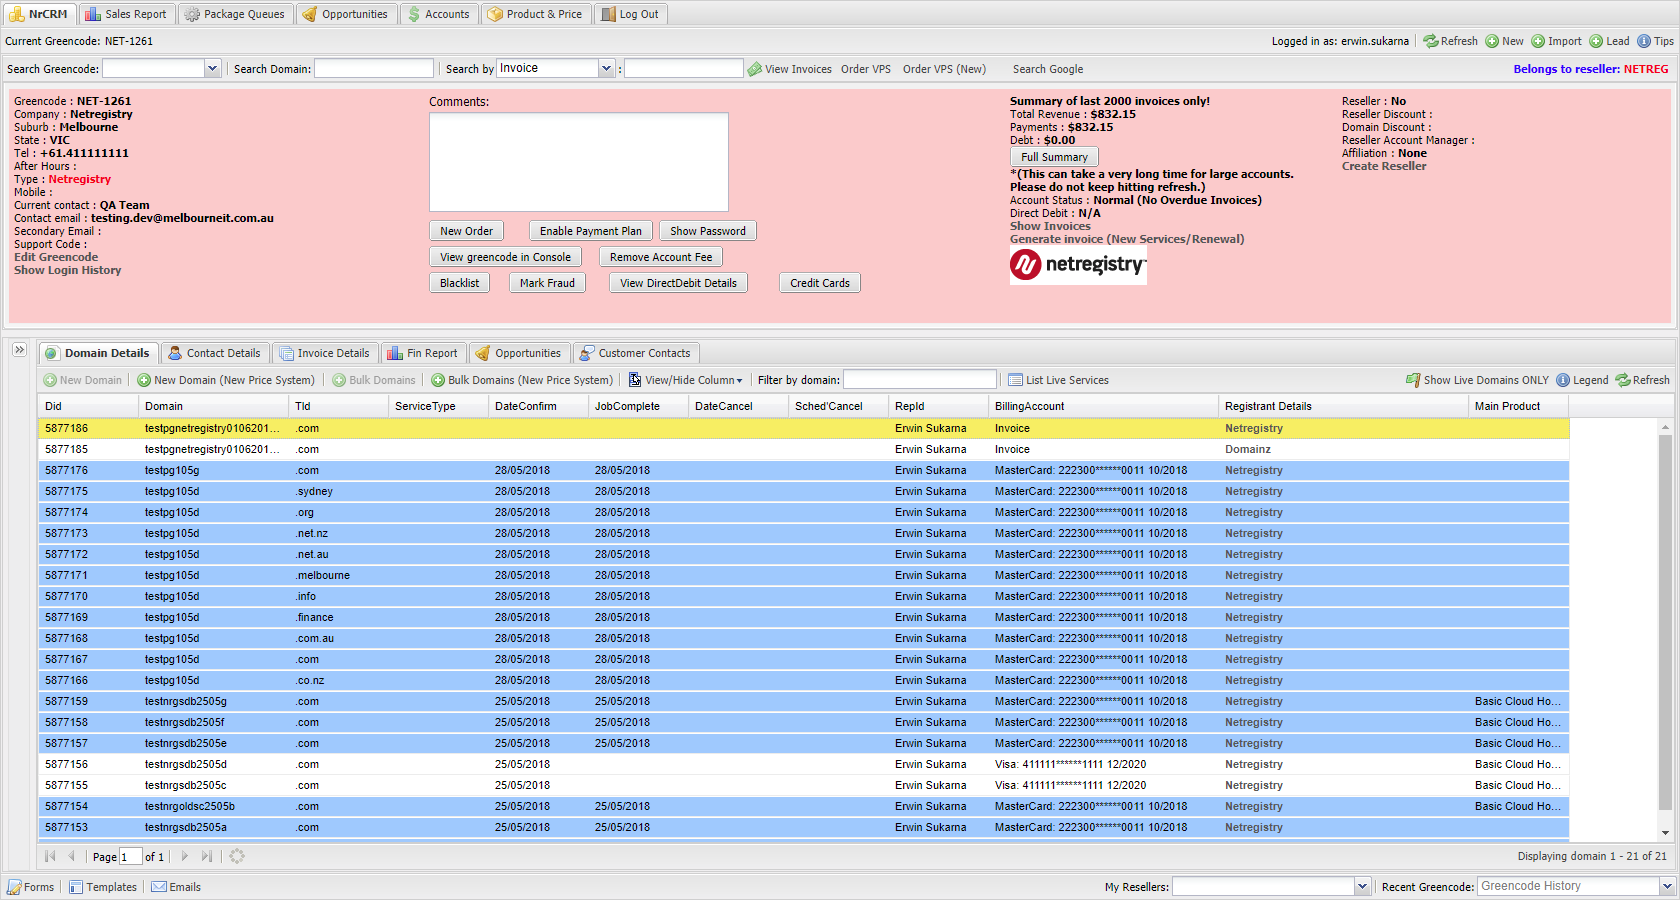 NrCRM Sales Report Package Queues Opportunities Accounts Product & Price Log Out
Current Greencode: NET-1261 Logged in as: erwin.sukarna Refresh New Import Lead Tips
Search Greencode: Search Domain: Search by Invoice : View Invoices Order VPS Order VPS (New) Search Google Belongs to reseller: NETREG
Greencode : NET-1261
Company : Netregistry
Suburb : Melbourne
State : VIC
Tel : +61.411111111
After Hours :
Type : Netregistry
Mobile :
Current contact : QA Team
Contact email : testing.dev@melbourneit.com.au
Secondary Email :
Support Code :
Edit Greencode
Show Login History
Comments:
New Order Enable Payment Plan Show Password
View greencode in Console Remove Account Fee
Blacklist Mark Fraud View DirectDebit Details Credit Cards
Summary of last 2000 invoices only!
Total Revenue : $832.15
Payments : $832.15
Debt : $0.00
Full Summary
*(This can take a very long time for large accounts.
Please do not keep hitting refresh.)
Account Status : Normal (No Overdue Invoices)
Direct Debit : N/A
Show Invoices
Generate invoice (New Services/Renewal)
netregistry
Reseller : No
Reseller Discount :
Domain Discount :
Reseller Account Manager :
Affiliation : None
Create Reseller
Domain Details Contact Details Invoice Details Fin Report Opportunities Customer Contacts
New Domain New Domain (New Price System) Bulk Domains Bulk Domains (New Price System) View/Hide Column Filter by domain: List Live Services Show Live Domains ONLY Legend Refresh
Did Domain Tld ServiceType DateConfirm JobComplete DateCancel Sched'Cancel RepId BillingAccount Registrant Details Main Product
5877186 testpgnetregistry0106201... .com Erwin Sukarna Invoice Netregistry
5877185 testpgnetregistry0106201... .com Erwin Sukarna Invoice Domainz
5877176 testpg105g .com 28/05/2018 28/05/2018 Erwin Sukarna MasterCard: 222300******0011 10/2018 Netregistry
5877175 testpg105d .sydney 28/05/2018 28/05/2018 Erwin Sukarna MasterCard: 222300******0011 10/2018 Netregistry
5877174 testpg105d .org 28/05/2018 28/05/2018 Erwin Sukarna MasterCard: 222300******0011 10/2018 Netregistry
5877173 testpg105d .net.nz 28/05/2018 28/05/2018 Erwin Sukarna MasterCard: 222300******0011 10/2018 Netregistry
5877172 testpg105d .net.au 28/05/2018 28/05/2018 Erwin Sukarna MasterCard: 222300******0011 10/2018 Netregistry
5877171 testpg105d .melbourne 28/05/2018 28/05/2018 Erwin Sukarna MasterCard: 222300******0011 10/2018 Netregistry
5877170 testpg105d .info 28/05/2018 28/05/2018 Erwin Sukarna MasterCard: 222300******0011 10/2018 Netregistry
5877169 testpg105d .finance 28/05/2018 28/05/2018 Erwin Sukarna MasterCard: 222300******0011 10/2018 Netregistry
5877168 testpg105d .com.au 28/05/2018 28/05/2018 Erwin Sukarna MasterCard: 222300******0011 10/2018 Netregistry
5877167 testpg105d .com 28/05/2018 28/05/2018 Erwin Sukarna MasterCard: 222300******0011 10/2018 Netregistry
5877166 testpg105d .co.nz 28/05/2018 28/05/2018 Erwin Sukarna MasterCard: 222300******0011 10/2018 Netregistry
5877159 testnrgsdb2505g .com 25/05/2018 25/05/2018 Erwin Sukarna MasterCard: 222300******0011 10/2018 Netregistry Basic Cloud Ho...
5877158 testnrgsdb2505f .com 25/05/2018 25/05/2018 Erwin Sukarna MasterCard: 222300******0011 10/2018 Netregistry Basic Cloud Ho...
5877157 testnrgsdb2505e .com 25/05/2018 25/05/2018 Erwin Sukarna MasterCard: 222300******0011 10/2018 Netregistry Basic Cloud Ho...
5877156 testnrgsdb2505d .com 25/05/2018 Erwin Sukarna Visa: 411111******1111 12/2020 Netregistry Basic Cloud Ho...
5877155 testnrgsdb2505c .com 25/05/2018 Erwin Sukarna Visa: 411111******1111 12/2020 Netregistry Basic Cloud Ho...
5877154 testnrgoldsc2505b .com 25/05/2018 25/05/2018 Erwin Sukarna MasterCard: 222300******0011 10/2018 Netregistry Basic Cloud Ho...
5877153 testnrgsdb2505a .com 25/05/2018 25/05/2018 Erwin Sukarna MasterCard: 222300******0011 10/2018 Netregistry
Page 1 of 1 Displaying domain 1 - 21 of 21
Forms Templates Emails My Resellers: Recent Greencode: Greencode History